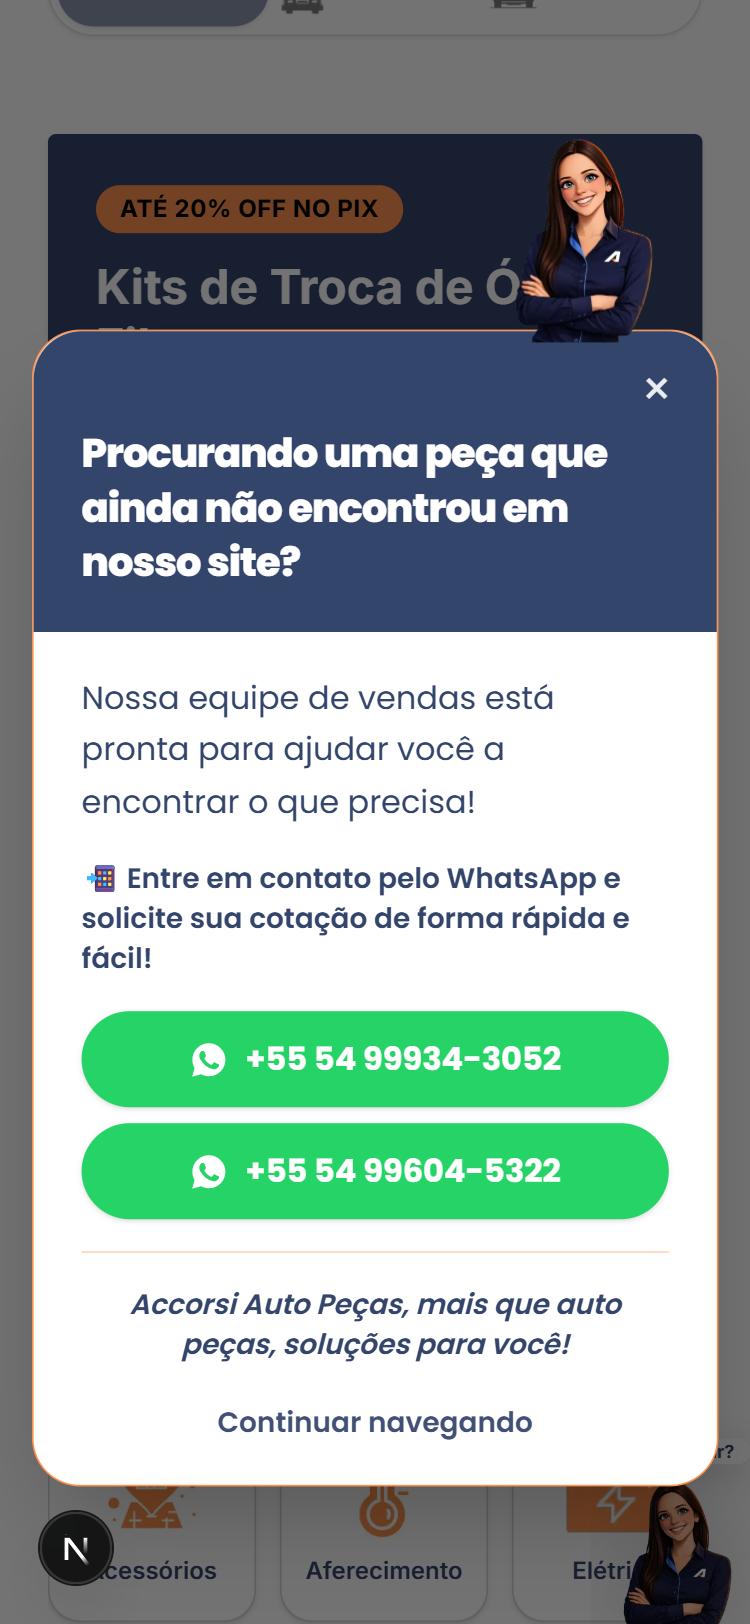 ATÉ 20% OFF NO PIX
Kits de Troca de Ó
Procurando uma peça que
ainda não encontrou em
nosso site?
Nossa equipe de vendas está
pronta para ajudar você a
encontrar o que precisa!
📲 Entre em contato pelo WhatsApp e
solicite sua cotação de forma rápida e
fácil!
+55 54 99934-3052
+55 54 99604-5322
Accorsi Auto Peças, mais que auto
peças, soluções para você!
Continuar navegando
r?
N
cessórios
Aferecimento
Elétri